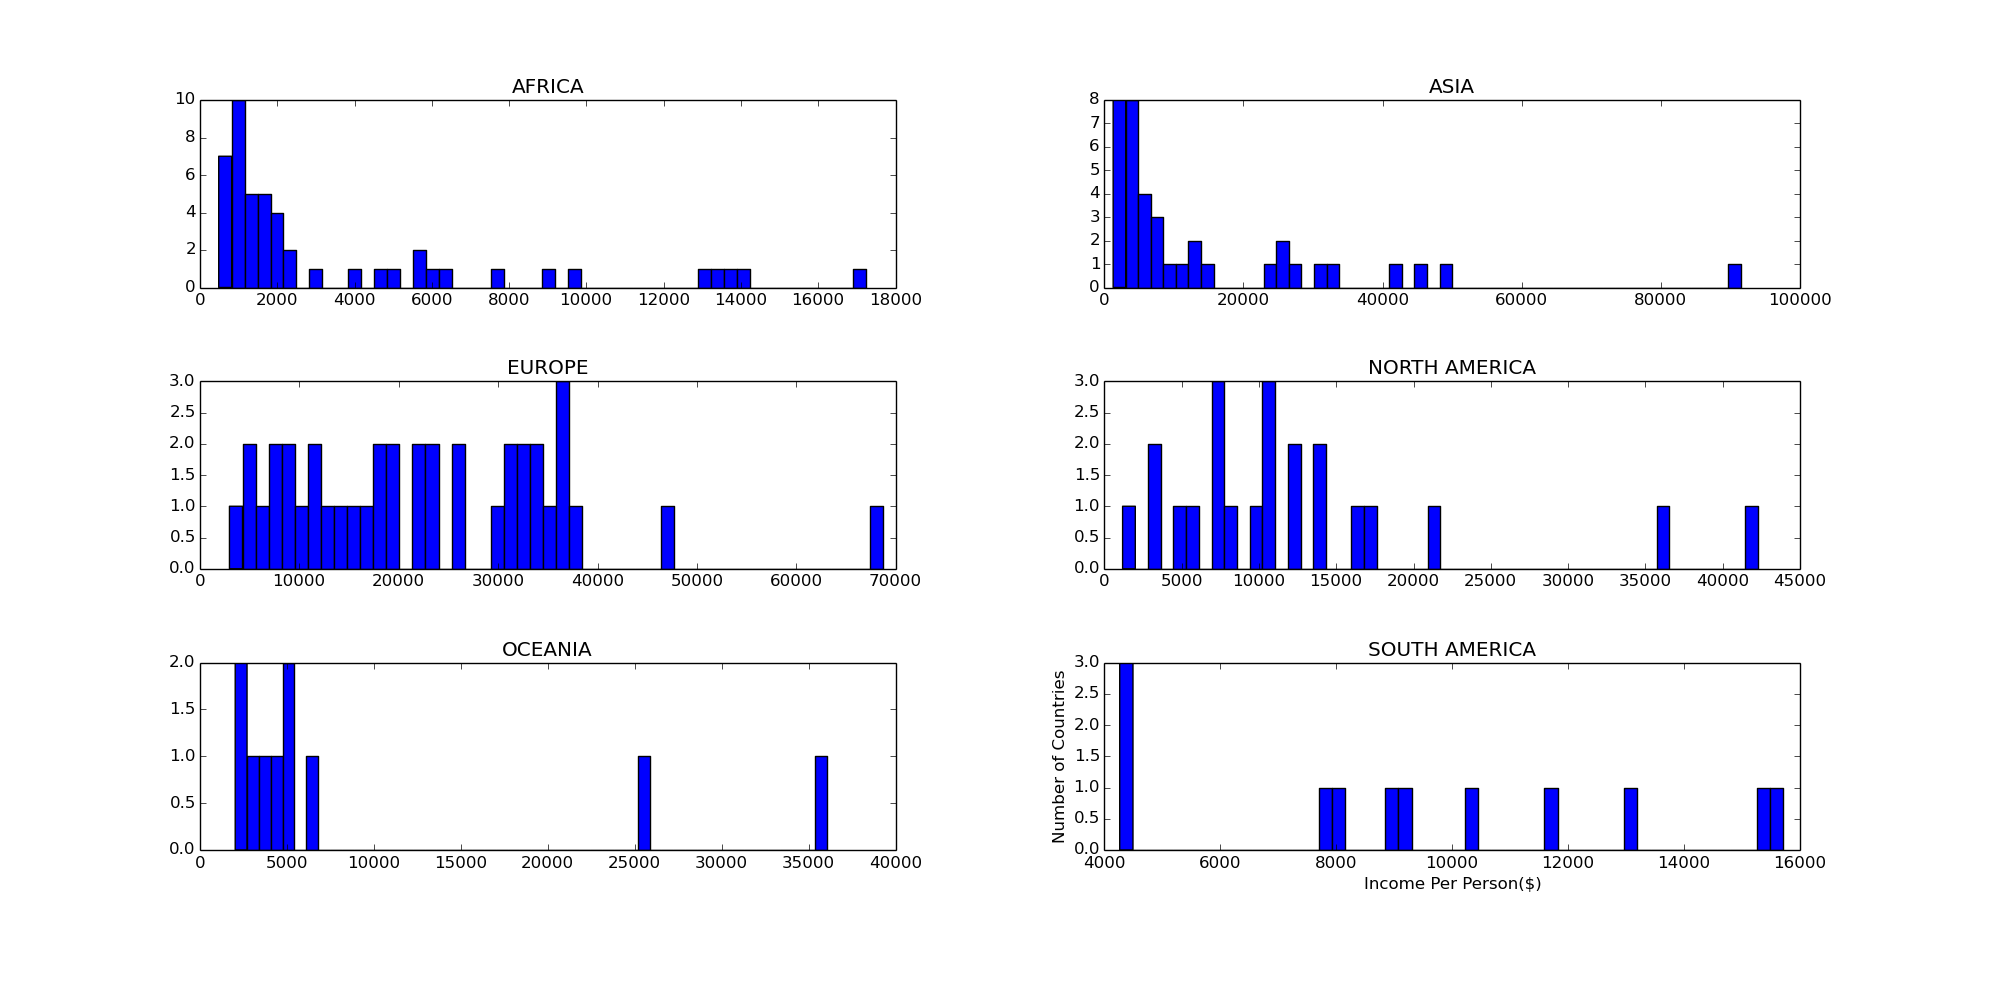 AFRICA
10
8
6
4
2
0
0 2000 4000 6000 8000 10000 12000 14000 16000 18000
ASIA
8
7
6
5
4
3
2
1
0
0 20000 40000 60000 80000 100000
EUROPE
3.0
2.5
2.0
1.5
1.0
0.5
0.0
0 10000 20000 30000 40000 50000 60000 70000
NORTH AMERICA
3.0
2.5
2.0
1.5
1.0
0.5
0.0
0 5000 10000 15000 20000 25000 30000 35000 40000 45000
OCEANIA
2.0
1.5
1.0
0.5
0.0
0 5000 10000 15000 20000 25000 30000 35000 40000
SOUTH AMERICA
Number of Countries
3.0
2.5
2.0
1.5
1.0
0.5
0.0
4000 6000 8000 10000 12000 14000 16000
Income Per Person($)